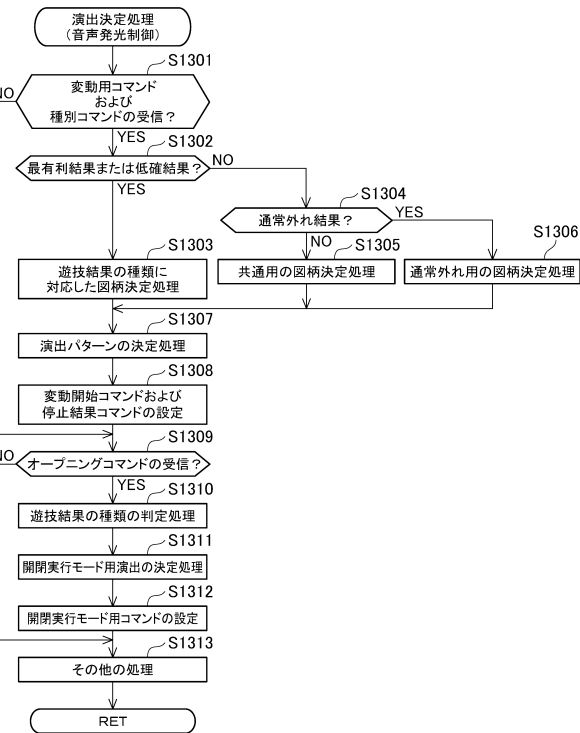 演出決定処理
(音声発光制御)
S1301
変動用コマンド
および
種別コマンドの受信？
NO
YES
S1302
最有利結果または低確結果？
NO
YES
S1304
通常外れ結果？
YES
NO
S1303
遊技結果の種類に
対応した図柄決定処理
S1305
共通用の図柄決定処理
S1306
通常外れ用の図柄決定処理
S1307
演出パターンの決定処理
S1308
変動開始コマンドおよび
停止結果コマンドの設定
S1309
オープニングコマンドの受信？
NO
YES
S1310
遊技結果の種類の判定処理
S1311
開閉実行モード用演出の決定処理
S1312
開閉実行モード用コマンドの設定
S1313
その他の処理
RET